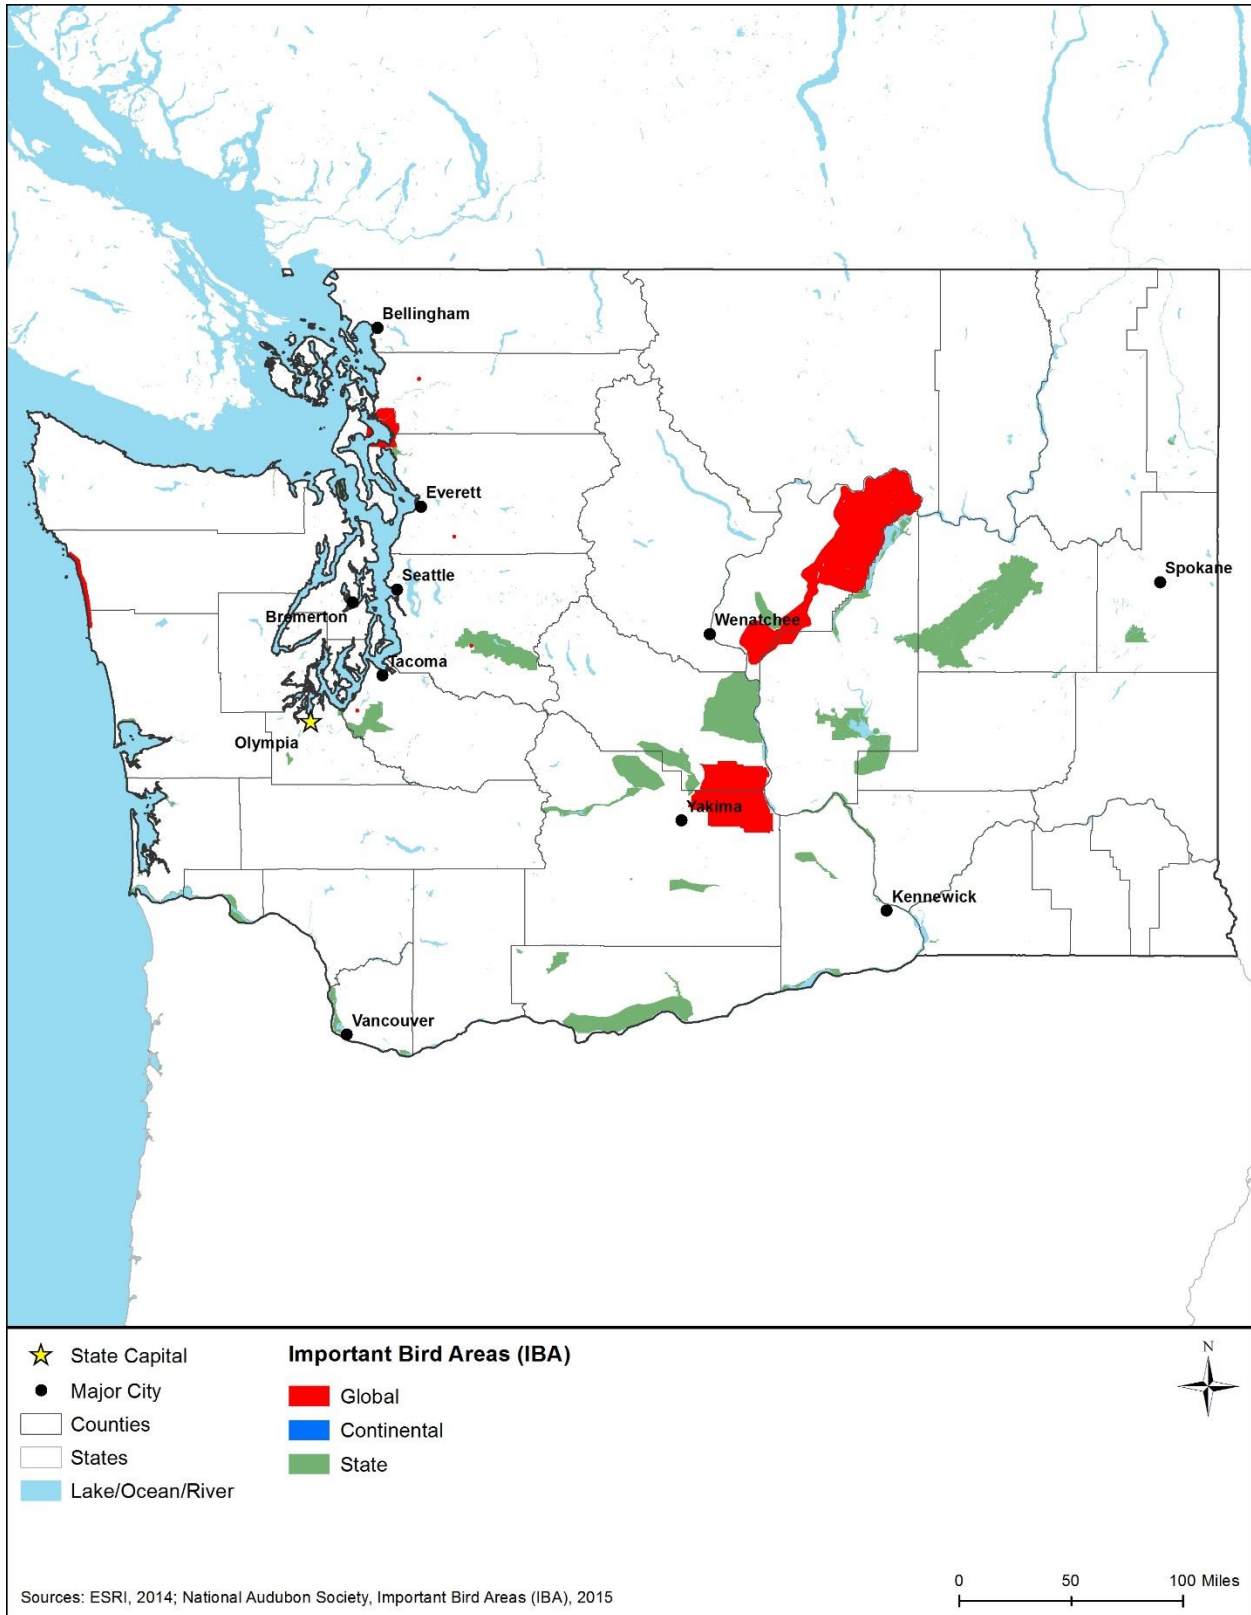 Bellingham
Everett
Seattle
Bremerton
Spokane
Wenatchee
Tacoma
Olympia
Yakima
Kennewick
Vancouver
State Capital
Major City
Counties
States
Lake/Ocean/River
Important Bird Areas (IBA)
Global
Continental
State
N
Sources: ESRI, 2014; National Audubon Society, Important Bird Areas (IBA), 2015
0 50 100 Miles